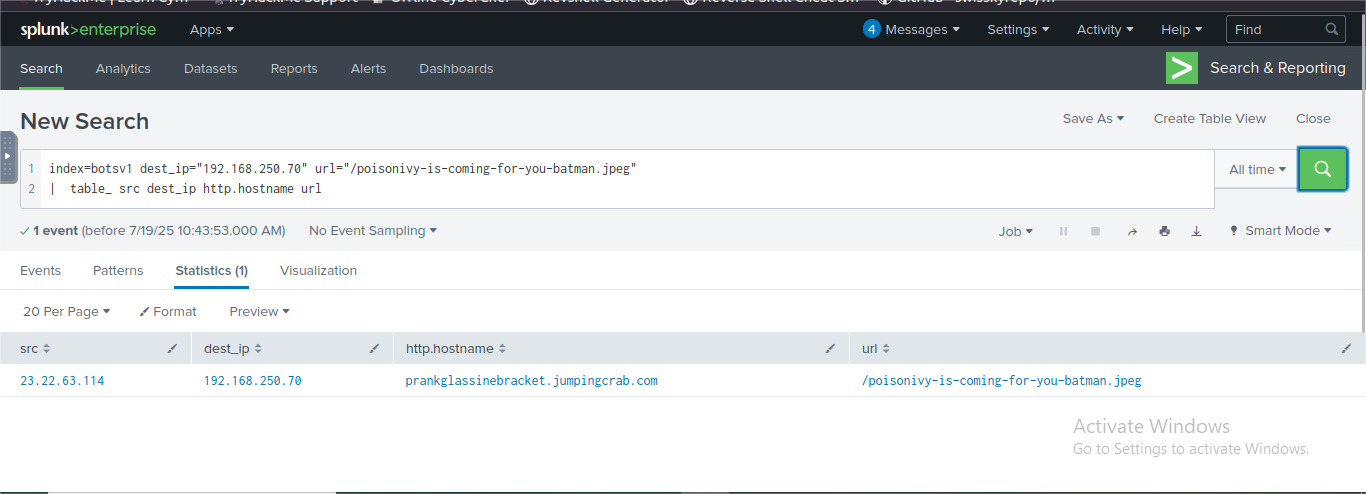 splunk>enterprise Apps 4 Messages Settings Activity Help Find
Search Analytics Datasets Reports Alerts Dashboards > Search & Reporting
New Search Save As Create Table View Close
1 index=botsv1 dest_ip="192.168.250.70" url="/poisonivy-is-coming-for-you-batman.jpeg" All time
2 | table_ src dest_ip http.hostname url
✓ 1 event (before 7/19/25 10:43:53.000 AM) No Event Sampling Job Smart Mode
Events Patterns Statistics (1) Visualization
20 Per Page Format Preview
src dest_ip http.hostname url
23.22.63.114 192.168.250.70 prankglassinebracket.jumpingcrab.com /poisonivy-is-coming-for-you-batman.jpeg
Activate Windows
Go to Settings to activate Windows.